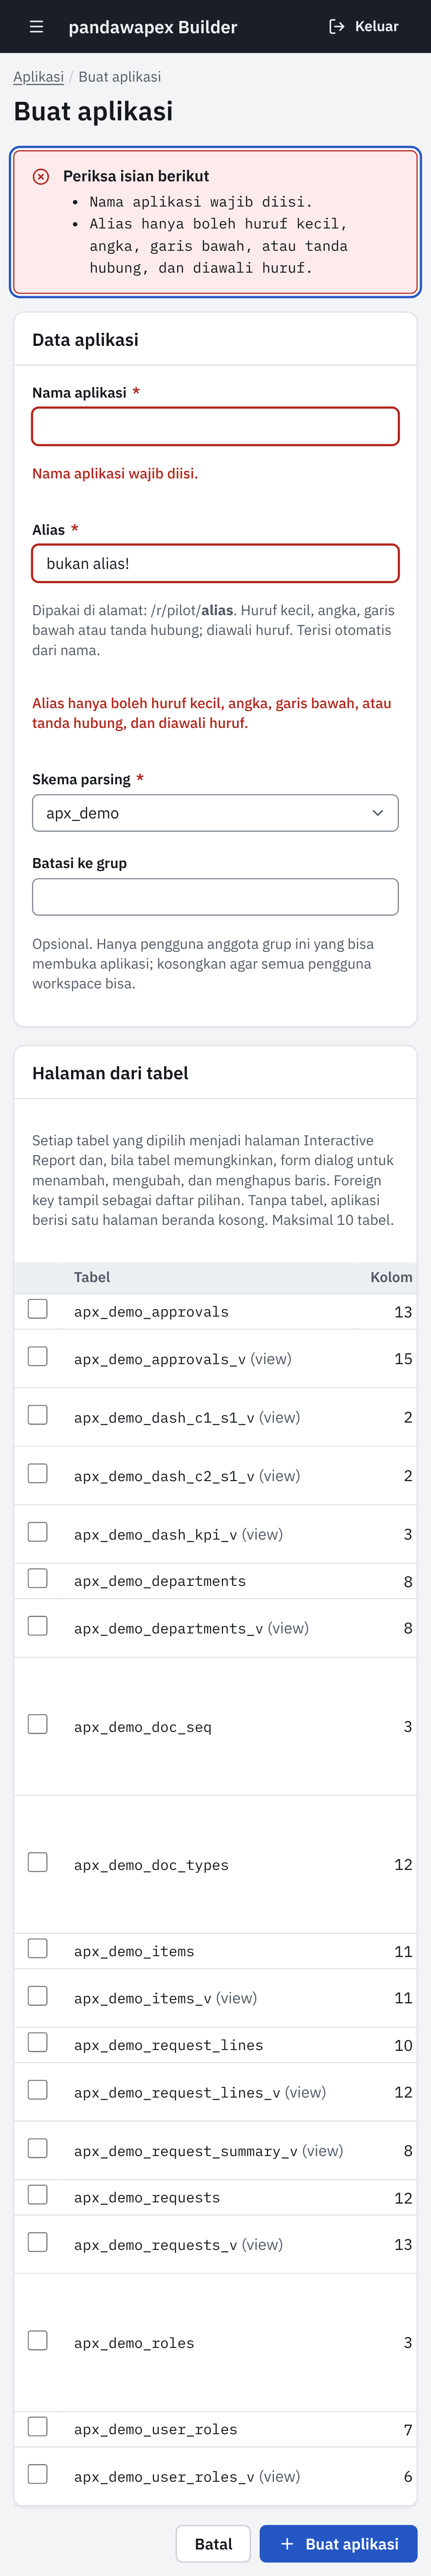 pandawapex Builder
Keluar
Aplikasi / Buat aplikasi
Buat aplikasi
Periksa isian berikut
• Nama aplikasi wajib diisi.
• Alias hanya boleh huruf kecil,
angka, garis bawah, atau tanda
hubung, dan diawali huruf.
Data aplikasi
Nama aplikasi *
Nama aplikasi wajib diisi.
Alias *
bukan alias!
Dipakai di alamat: /r/pilot/alias. Huruf kecil, angka, garis
bawah atau tanda hubung; diawali huruf. Terisi otomatis
dari nama.
Alias hanya boleh huruf kecil, angka, garis bawah, atau
tanda hubung, dan diawali huruf.
Skema parsing *
apx_demo
Batasi ke grup
Opsional. Hanya pengguna anggota grup ini yang bisa
membuka aplikasi; kosongkan agar semua pengguna
workspace bisa.
Halaman dari tabel
Setiap tabel yang dipilih menjadi halaman Interactive
Report dan, bila tabel memungkinkan, form dialog untuk
menambah, mengubah, dan menghapus baris. Foreign
key tampil sebagai daftar pilihan. Tanpa tabel, aplikasi
berisi satu halaman beranda kosong. Maksimal 10 tabel.
Tabel Kolom
apx_demo_approvals 13
apx_demo_approvals_v (view) 15
apx_demo_dash_c1_s1_v (view) 2
apx_demo_dash_c2_s1_v (view) 2
apx_demo_dash_kpi_v (view) 3
apx_demo_departments 8
apx_demo_departments_v (view) 8
apx_demo_doc_seq 3
apx_demo_doc_types 12
apx_demo_items 11
apx_demo_items_v (view) 11
apx_demo_request_lines 10
apx_demo_request_lines_v (view) 12
apx_demo_request_summary_v (view) 8
apx_demo_requests 12
apx_demo_requests_v (view) 13
apx_demo_roles 3
apx_demo_user_roles 7
apx_demo_user_roles_v (view) 6
Batal
+ Buat aplikasi